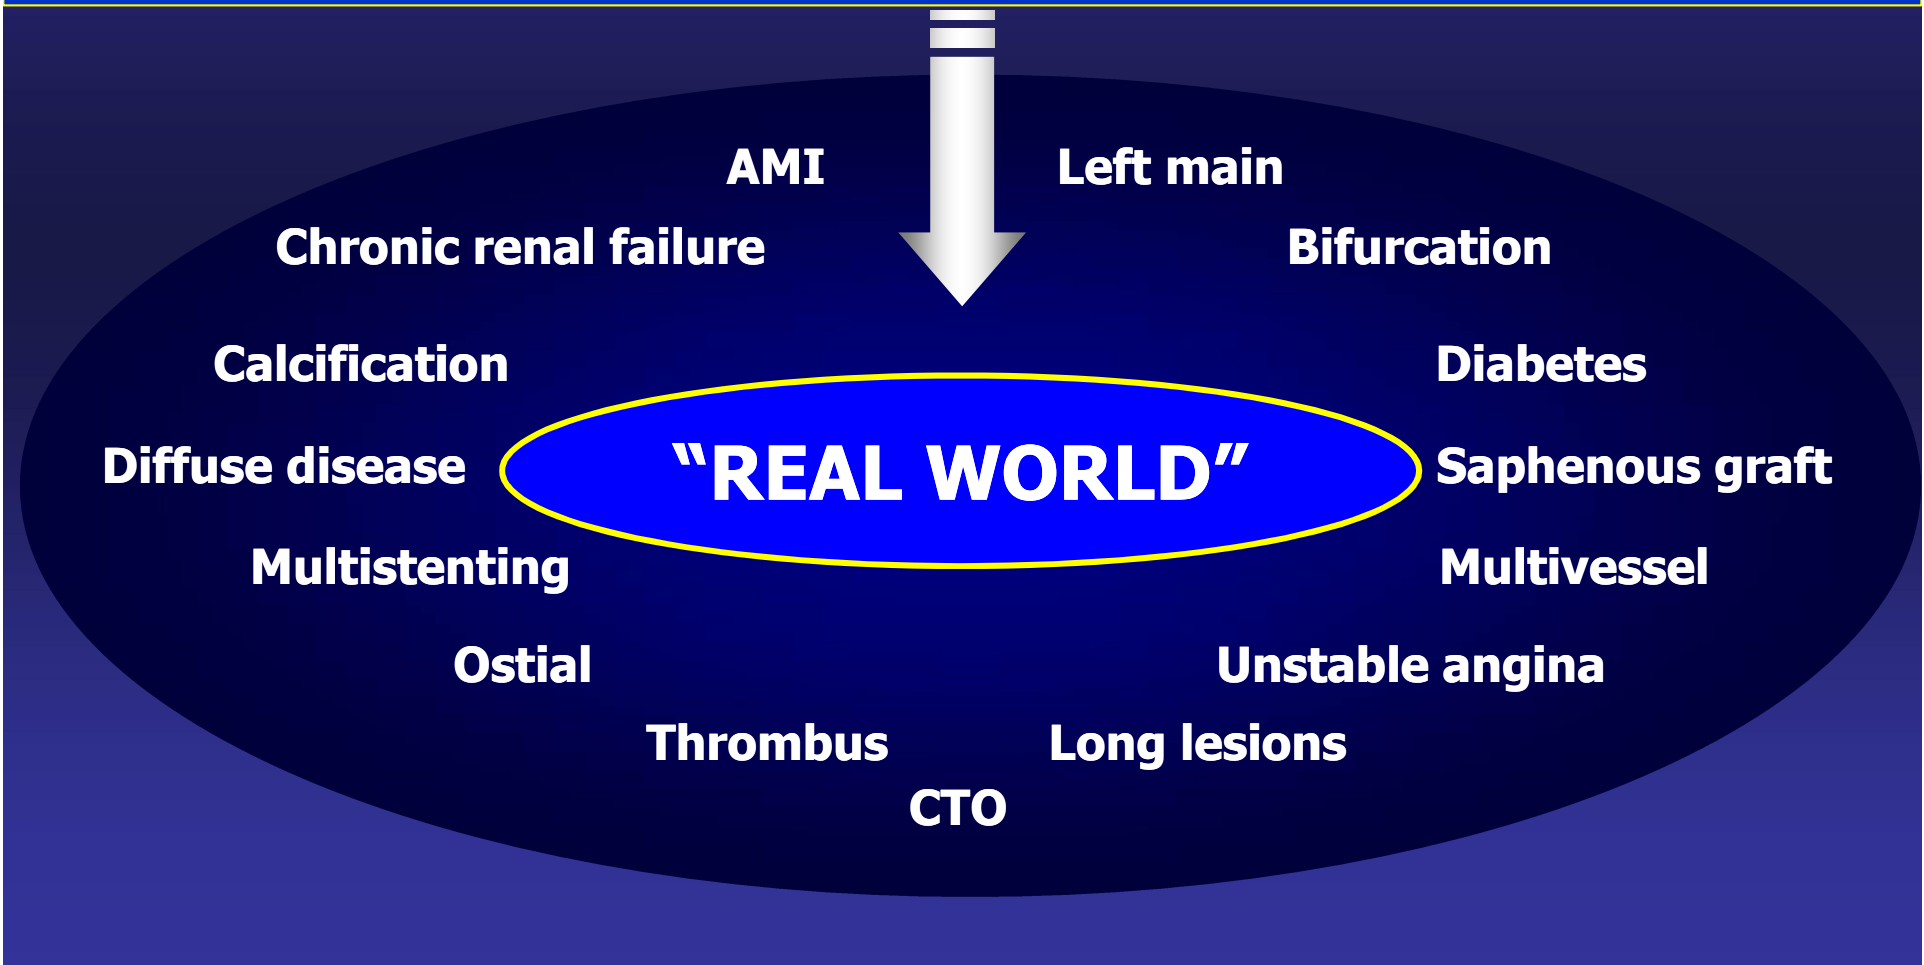 AMI
Left main
Chronic renal failure
Bifurcation
Calcification
Diabetes
Diffuse disease
“REAL WORLD”
Saphenous graft
Multistenting
Multivessel
Ostial
Unstable angina
Thrombus
Long lesions
CTO